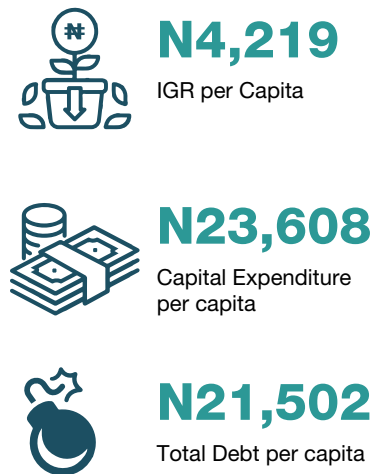 ₦
N4,219
IGR per Capita
N23,608
Capital Expenditure
per capita
N21,502
Total Debt per capita